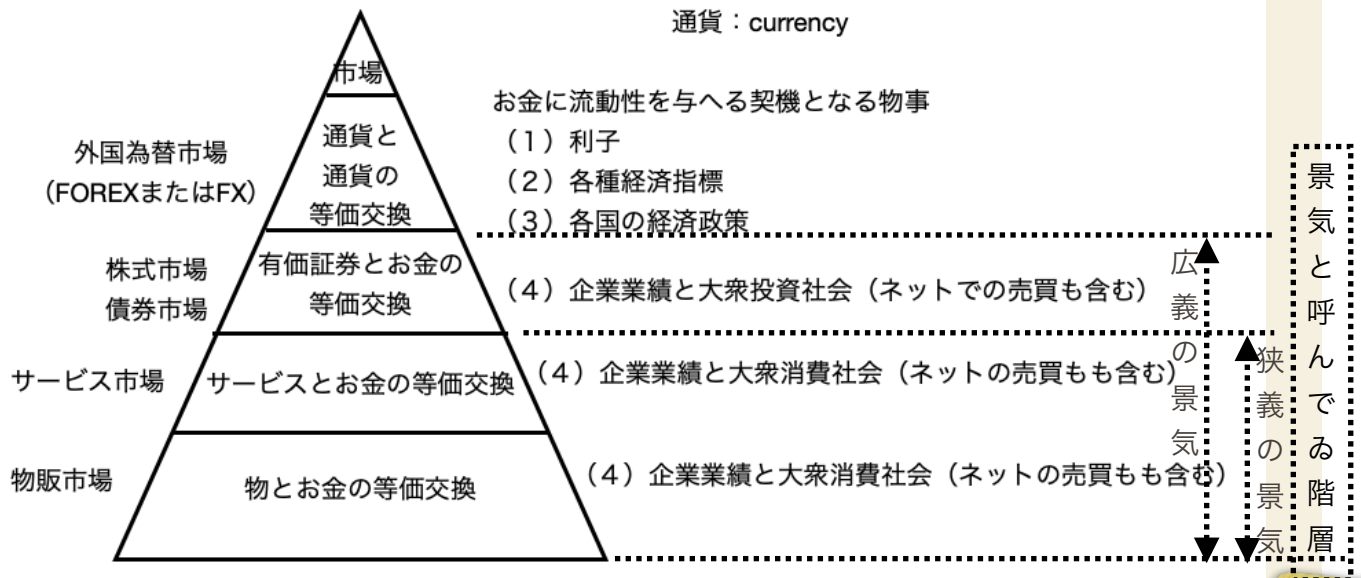 通貨：currency
市場
お金に流動性を与へる契機となる物事
外国為替市場
（FOREXまたはFX）
通貨と
通貨の
等価交換
（１）利子
（２）各種経済指標
（３）各国の経済政策
株式市場
債券市場
有価証券とお金の
等価交換
（４）企業業績と大衆投資社会（ネットでの売買も含む）
サービス市場
サービスとお金の等価交換
（４）企業業績と大衆消費社会（ネットの売買もも含む）
物販市場
物とお金の等価交換
（４）企業業績と大衆消費社会（ネットの売買もも含む）
広義の景気
狭義の景気
景気と呼んでゐ階層